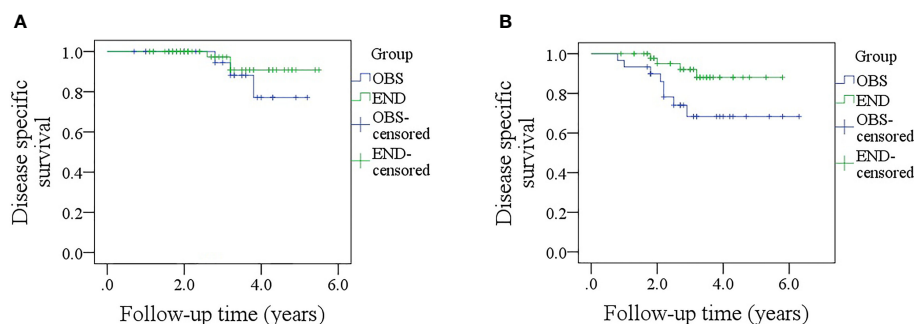 A
Disease specific
survival
1.0
0.8
0.6
0.4
0.2
0.0
.0
2.0
4.0
6.0
Follow-up time (years)
Group
OBS
END
OBS-
censored
END-
censored
B
Disease specific
survival
1.0
0.8
0.6
0.4
0.2
0.0
.0
2.0
4.0
6.0
Follow-up time (years)
Group
OBS
END
OBS-
censored
END-
censored